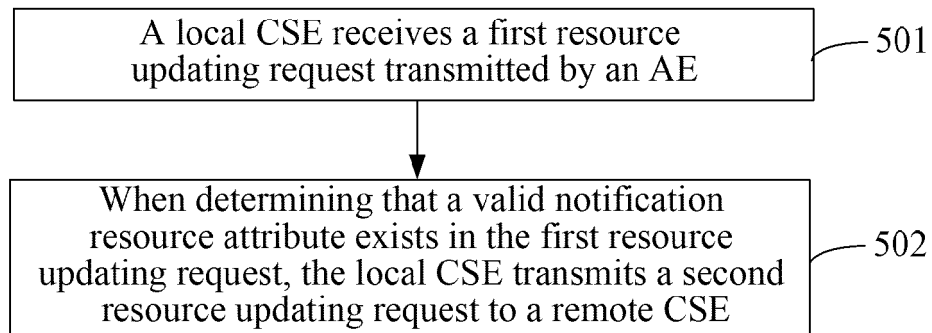 A local CSE receives a first resource
updating request transmitted by an AE
501
When determining that a valid notification
resource attribute exists in the first resource
updating request, the local CSE transmits a second
resource updating request to a remote CSE
502